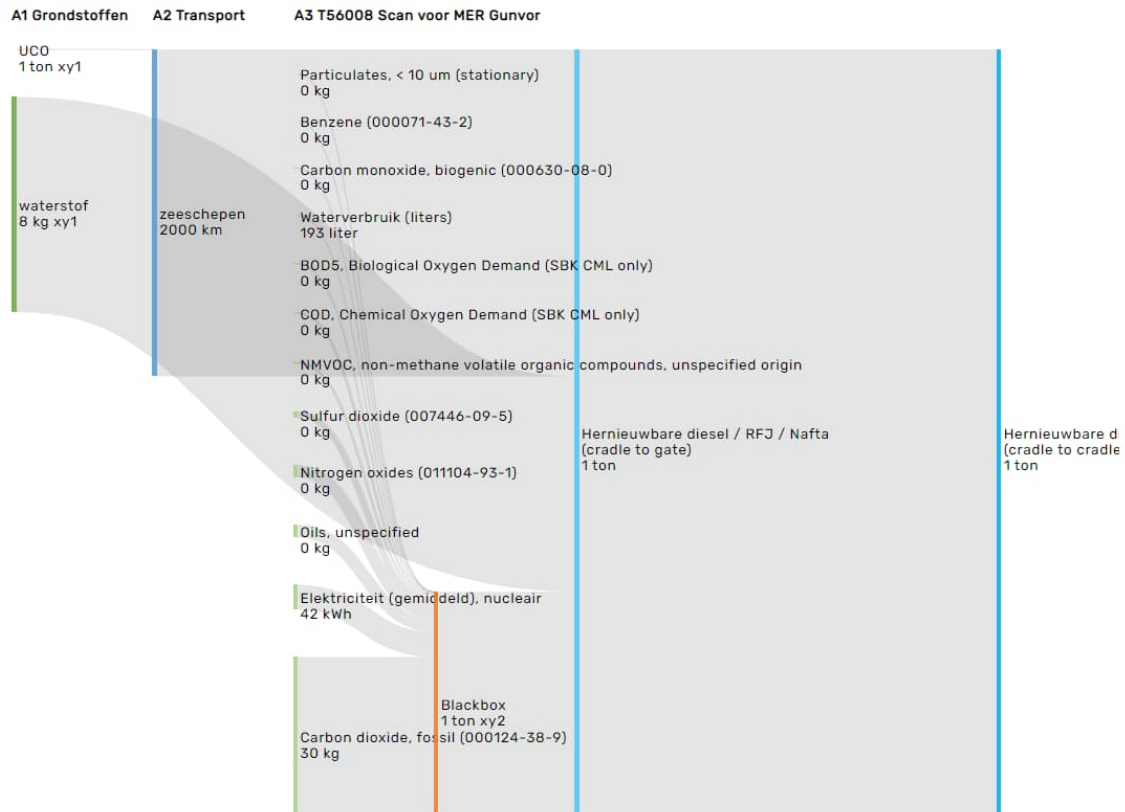 A1 Grondstoffen
A2 Transport
A3 T56008 Scan voor MER Gunvor
UCO
1 ton xy1
waterstof
8 kg xy1
zeeschepen
2000 km
Particulates, < 10 um (stationary)
0 kg
Benzene (000071-43-2)
0 kg
Carbon monoxide, biogenic (000630-08-0)
0 kg
Waterverbruik (liters)
193 liter
BOD5, Biological Oxygen Demand (SBK CML only)
0 kg
COD, Chemical Oxygen Demand (SBK CML only)
0 kg
NMVOC, non-methane volatile organic compounds, unspecified origin
0 kg
Sulfur dioxide (007446-09-5)
0 kg
Nitrogen oxides (011104-93-1)
0 kg
Oils, unspecified
0 kg
Elektriciteit (gemiddeld), nucleair
42 kWh
Carbon dioxide, fossil (000124-38-9)
30 kg
Blackbox
1 ton xy2
Hernieuwbare diesel / RFJ / Nafta
(cradle to gate)
1 ton
Hernieuwbare d
(cradle to cradle
1 ton